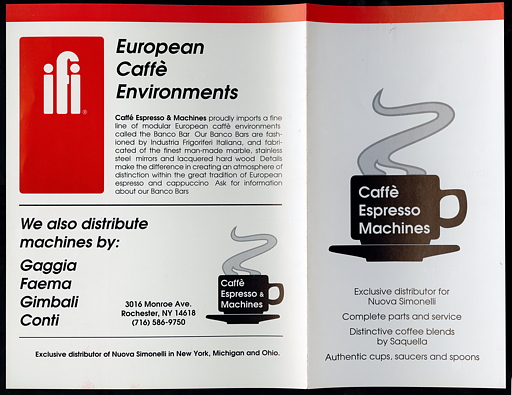 ifi®
European
Caffè
Environments
Caffé Espresso & Machines proudly imports a fine
line of modular European caffè environments
called the Banco Bar Our Banco Bars are fash-
ioned by Industria Frigoriferi Italiana, and fabri-
cated of the finest man-made marble, stainless
steel mirrors and lacquered hard wood Details
make the difference in creating an atmosphere of
distinction within the great tradition of European
espresso and cappuccino Ask for information
about our Banco Bars
We also distribute
machines by:
Gaggia
Faema
Gimbali
Conti
3016 Monroe Ave.
Rochester, NY 14618
(716) 586-9750
Caffè
Espresso &
Machines
Exclusive distributor of Nuova Simonelli in New York, Michigan and Ohio.
Caffè
Espresso
Machines
Exclusive distributor for
Nuova Simonelli
Complete parts and service
Distinctive coffee blends
by Saquella
Authentic cups, saucers and spoons